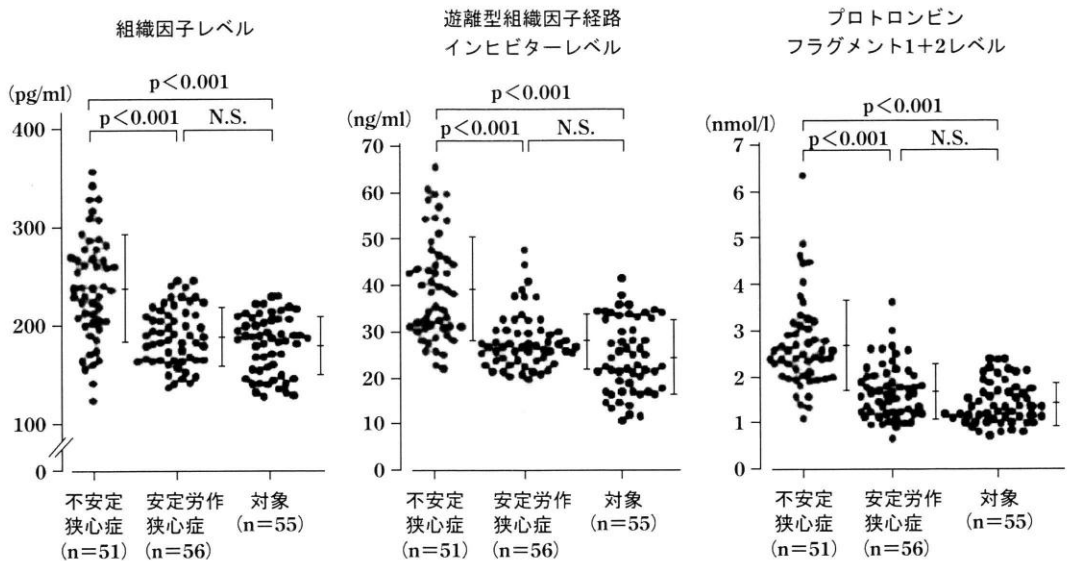 組織因子レベル
(pg/ml)
p＜0.001
p＜0.001
N.S.
400
300
200
100
0
不安定
狭心症
(n=51)
安定労作
狭心症
(n=56)
対象
(n=55)
遊離型組織因子経路
インヒビターレベル
(ng/ml)
p＜0.001
p＜0.001
N.S.
70
60
50
40
30
20
10
0
不安定
狭心症
(n=51)
安定労作
狭心症
(n=56)
対象
(n=55)
プロトロンビン
フラグメント1+2レベル
(nmol/l)
p＜0.001
p＜0.001
N.S.
7
6
5
4
3
2
1
0
不安定
狭心症
(n=51)
安定労作
狭心症
(n=56)
対象
(n=55)